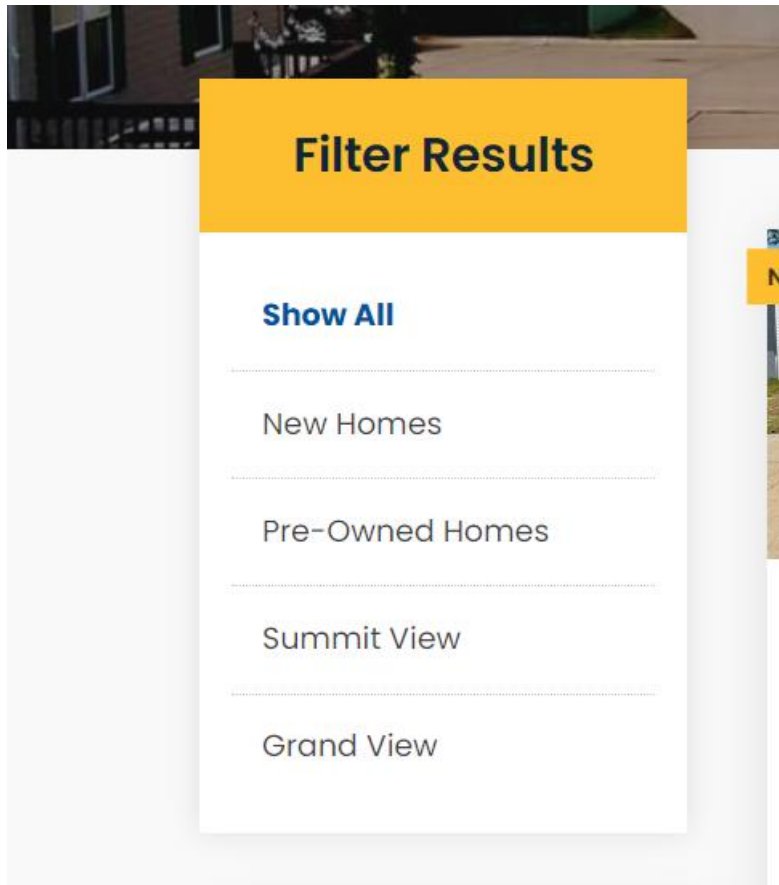 Filter Results
Show All
New Homes
Pre-Owned Homes
Summit View
Grand View